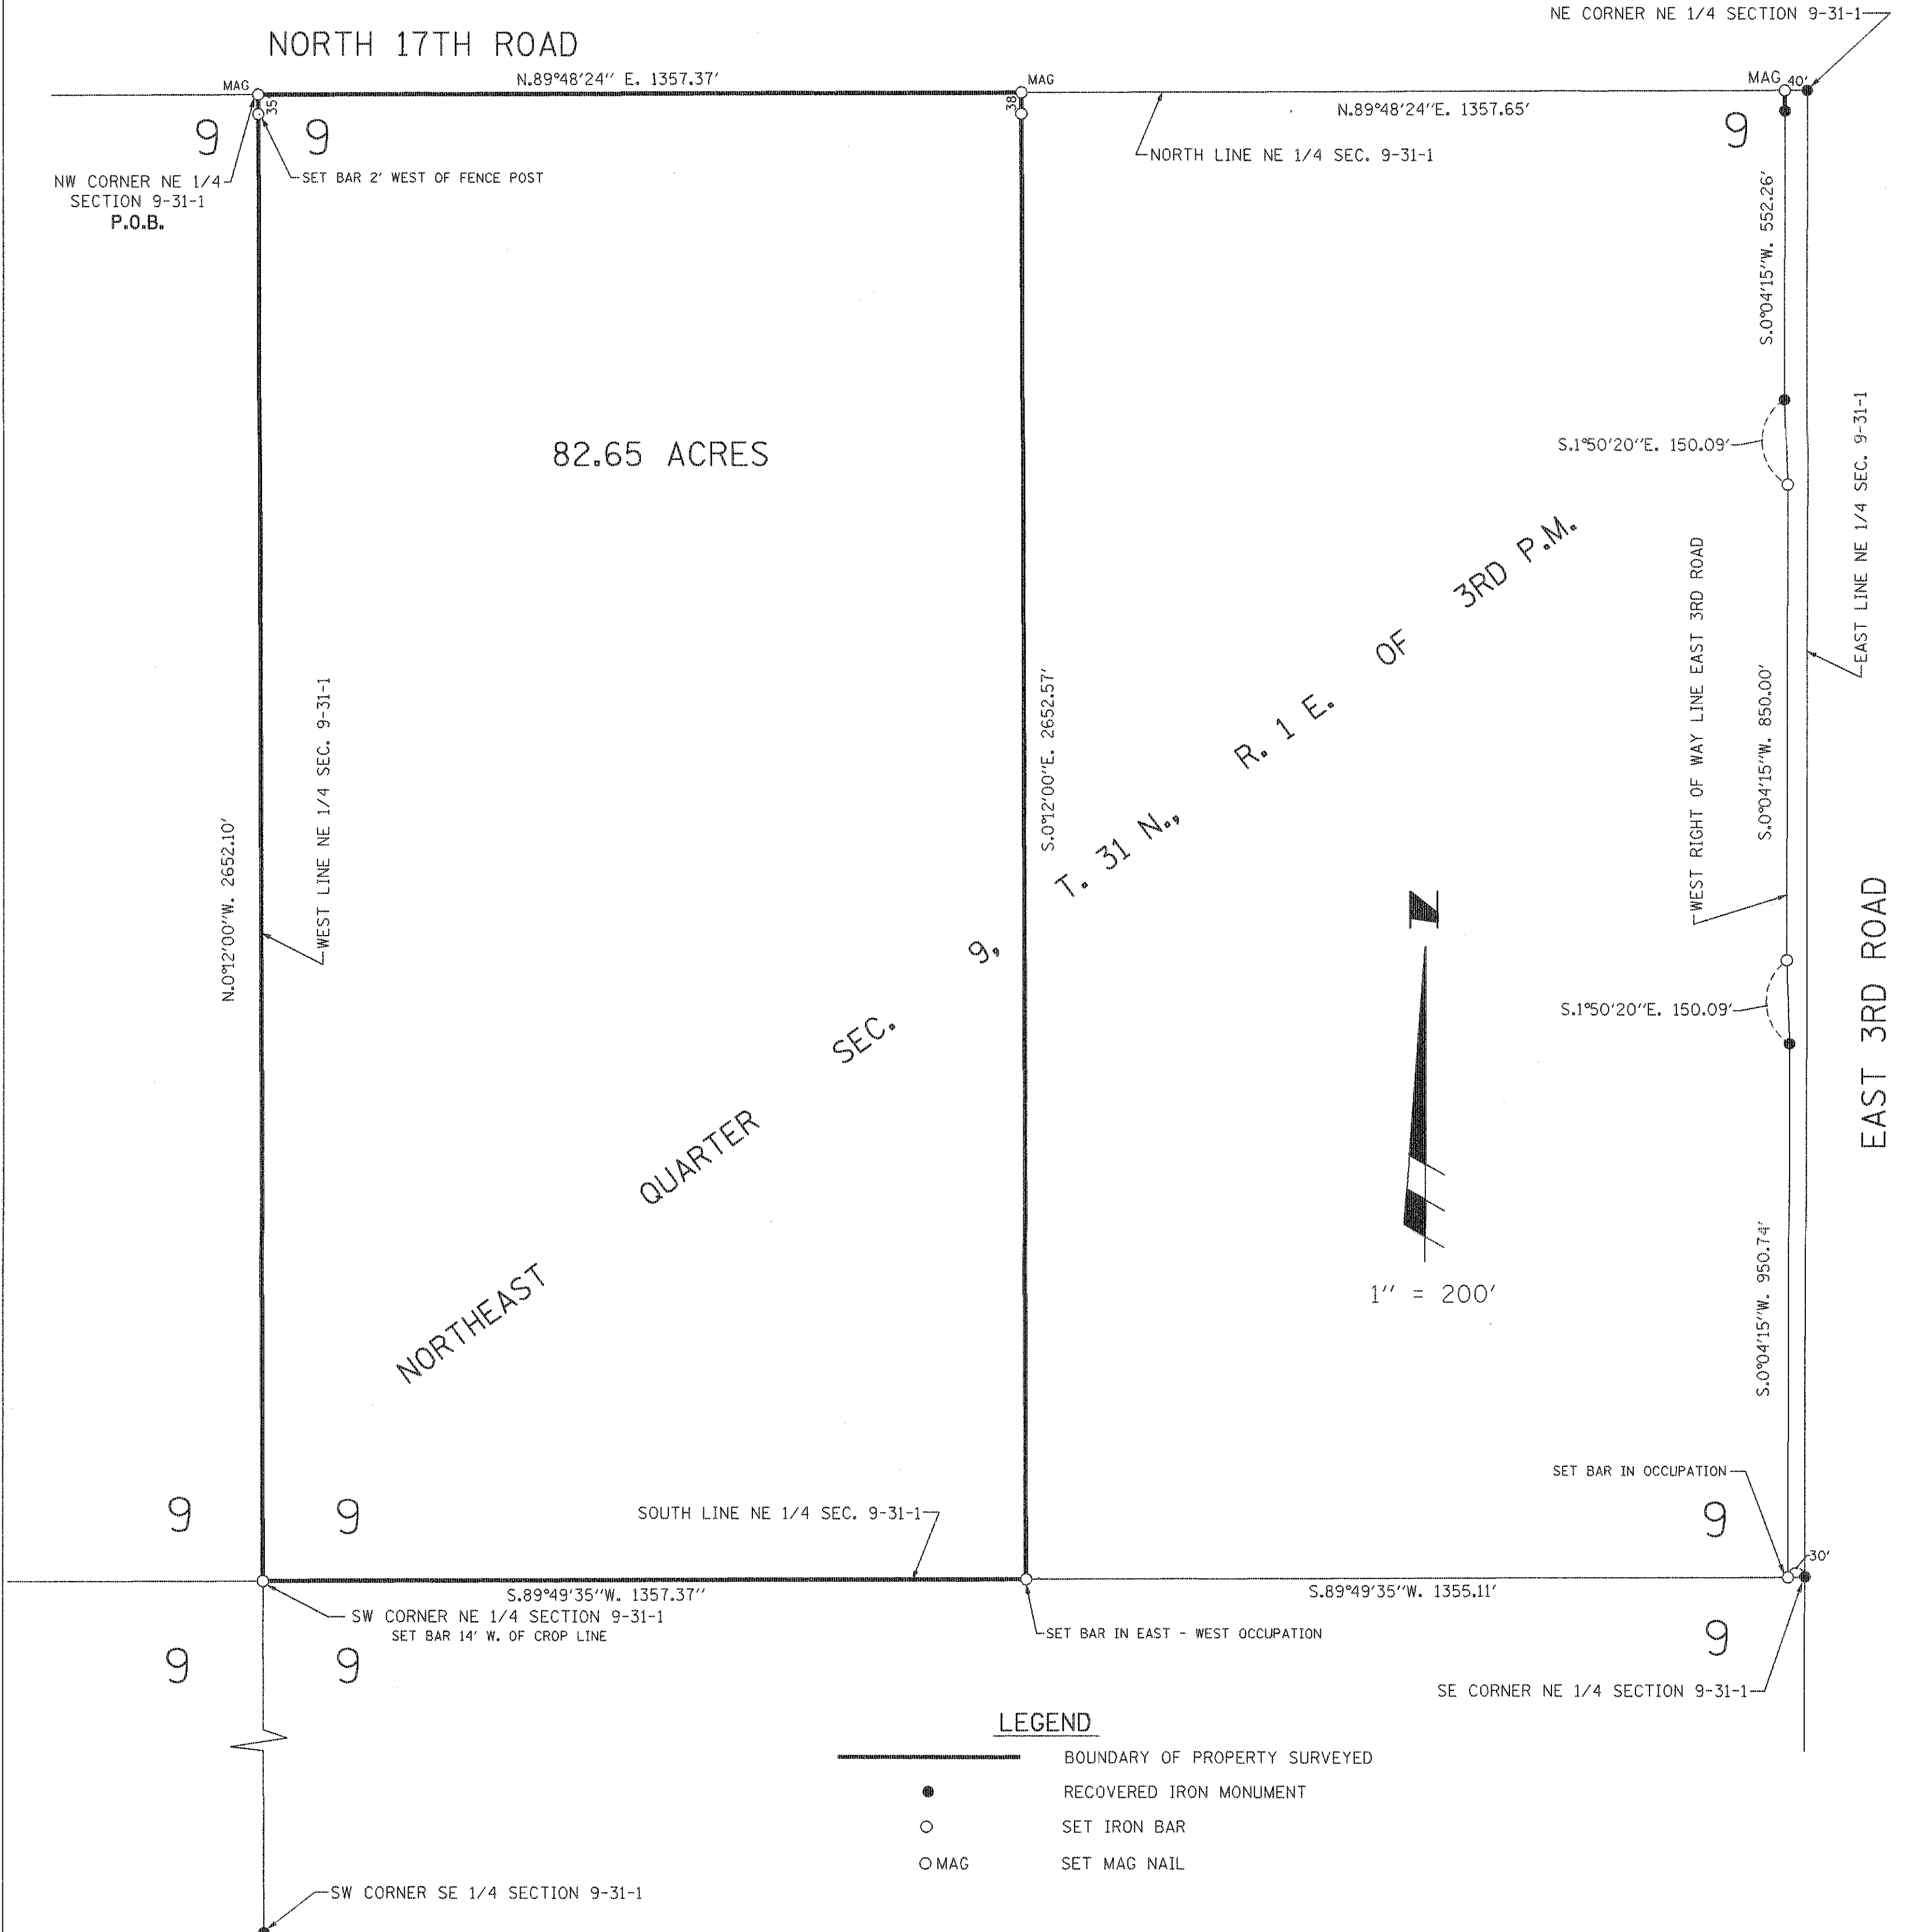 NE CORNER NE 1/4 SECTION 9-31-1
NORTH 17TH ROAD
N.89°48'24" E. 1357.37'
MAG
MAG
MAG
40'
35
38
N.89°48'24"E. 1357.65'
9
9
9
NORTH LINE NE 1/4 SEC. 9-31-1
NW CORNER NE 1/4
SECTION 9-31-1
P.O.B.
SET BAR 2' WEST OF FENCE POST
S.0°04'15"W. 552.26'
82.65 ACRES
S.1°50'20"E. 150.09'
EAST LINE NE 1/4 SEC. 9-31-1
WEST RIGHT OF WAY LINE EAST 3RD ROAD
S.0°04'15"W. 850.00'
WEST LINE NE 1/4 SEC. 9-31-1
N.0°12'00"W. 2652.10'
S.0°12'00"E. 2652.57'
NORTHEAST QUARTER SEC. 9, T. 31 N., R. 1 E. OF 3RD P.M.
N
1" = 200'
S.1°50'20"E. 150.09'
EAST 3RD ROAD
S.0°04'15"W. 950.74'
SET BAR IN OCCUPATION
9
9
9
SOUTH LINE NE 1/4 SEC. 9-31-1
30'
S.89°49'35"W. 1357.37"
S.89°49'35"W. 1355.11'
SW CORNER NE 1/4 SECTION 9-31-1
SET BAR 14' W. OF CROP LINE
SET BAR IN EAST - WEST OCCUPATION
9
9
9
SE CORNER NE 1/4 SECTION 9-31-1
LEGEND
BOUNDARY OF PROPERTY SURVEYED
RECOVERED IRON MONUMENT
SET IRON BAR
MAG SET MAG NAIL
SW CORNER SE 1/4 SECTION 9-31-1